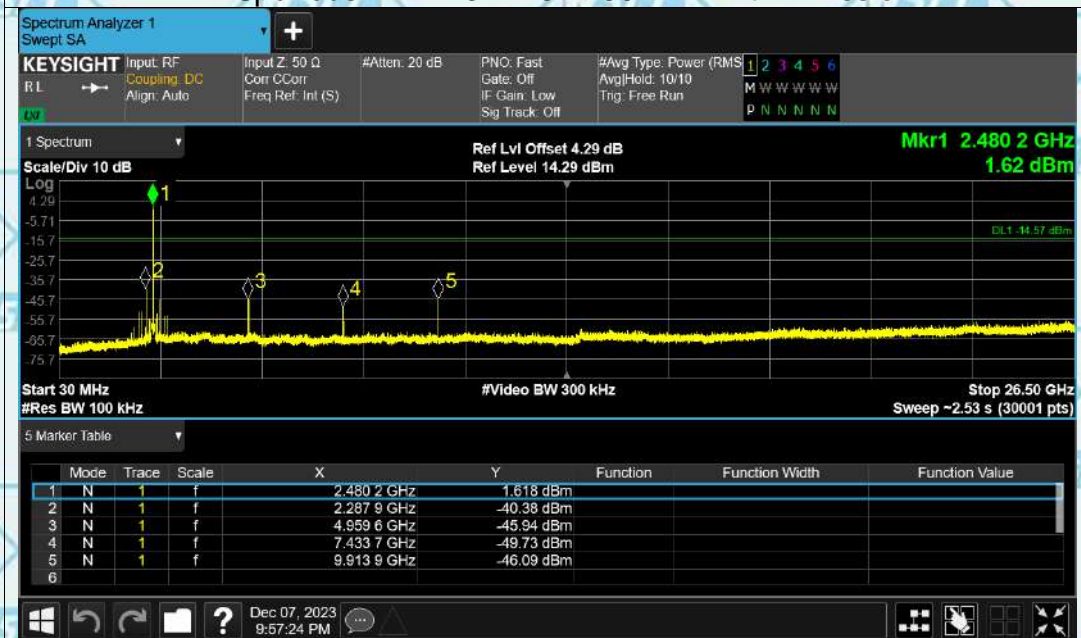 Spectrum Analyzer 1
Swept SA
+
KEYSIGHT
RL
LXI
Input: RF
Coupling: DC
Align: Auto
Input Z: 50 Ω
Corr CCorr
Freq Ref: Int (S)
#Atten: 20 dB
PNO: Fast
Gate: Off
IF Gain: Low
Sig Track: Off
#Avg Type: Power (RMS
Avg|Hold: 10/10
Trig: Free Run
1 2 3 4 5 6
M W W W W W
P N N N N N
1 Spectrum
Scale/Div 10 dB
Ref Lvl Offset 4.29 dB
Ref Level 14.29 dBm
Mkr1 2.480 2 GHz
1.62 dBm
Log
4.29
-5.71
-15.7
-25.7
-35.7
-45.7
-55.7
-65.7
-75.7
1
2
3
4
5
DL1 -14.57 dBm
Start 30 MHz
#Res BW 100 kHz
#Video BW 300 kHz
Stop 26.50 GHz
Sweep ~2.53 s (30001 pts)
5 Marker Table
Mode Trace Scale X Y Function Function Width Function Value
1 N 1 f 2.480 2 GHz 1.618 dBm
2 N 1 f 2.287 9 GHz -40.38 dBm
3 N 1 f 4.959 6 GHz -45.94 dBm
4 N 1 f 7.433 7 GHz -49.73 dBm
5 N 1 f 9.913 9 GHz -46.09 dBm
6
?
Dec 07, 2023
9:57:24 PM